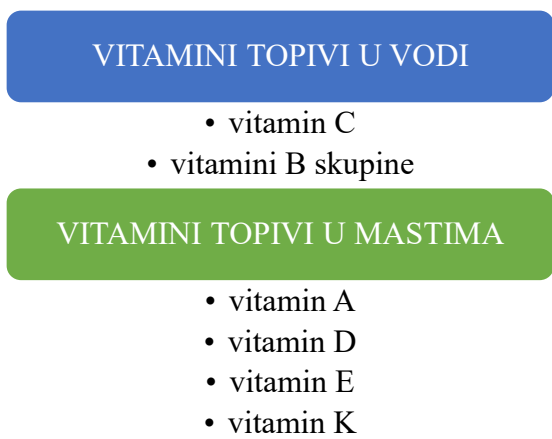 VITAMINI TOPIVI U VODI
• vitamin C
• vitamini B skupine
VITAMINI TOPIVI U MASTIMA
• vitamin A
• vitamin D
• vitamin E
• vitamin K